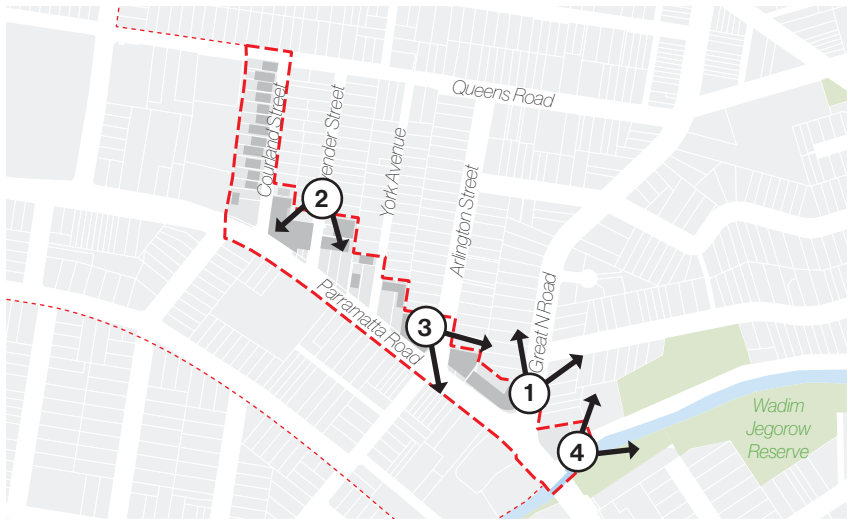 Queens Road
Courland Street
vender Street
York Avenue
Arlington Street
2
Great N Road
Parramatta Road
3
1
4
Wadim
Jegorow
Reserve